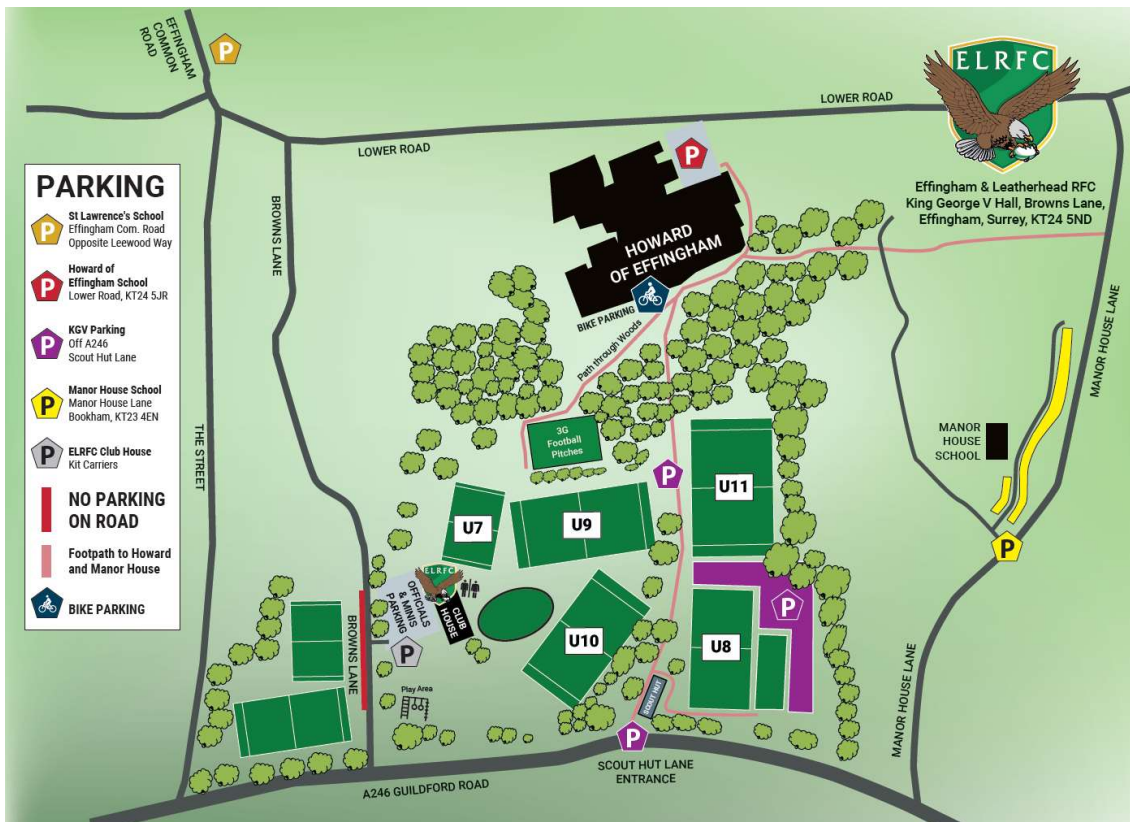 EFFINGHAM
COMMON
ROAD
P
LOWER ROAD
LOWER ROAD
ELRFC
Effingham & Leatherhead RFC
King George V Hall, Browns Lane,
Effingham, Surrey, KT24 5ND
PARKING
P
St Lawrence's School
Effingham Com. Road
Opposite Leewood Way
P
Howard of
Effingham School
Lower Road, KT24 5JR
P
KGV Parking
Off A246
Scout Hut Lane
P
Manor House School
Manor House Lane
Bookham, KT23 4EN
P
ELRFC Club House
Kit Carriers
NO PARKING
ON ROAD
Footpath to Howard
and Manor House
BIKE PARKING
THE STREET
BROWNS LANE
P
HOWARD
OF EFFINGHAM
BIKE PARKING
Path through Woods
3G
Football
Pitches
P
U11
U7
U9
MANOR
HOUSE
SCHOOL
MANOR HOUSE LANE
P
ELRFC
OFFICIALS
& MINIS
PARKING
CLUB
HOUSE
P
U10
U8
P
BROWNS LANE
Play Area
SCOUT HUT
P
SCOUT HUT LANE
ENTRANCE
MANOR HOUSE LANE
A246 GUILDFORD ROAD